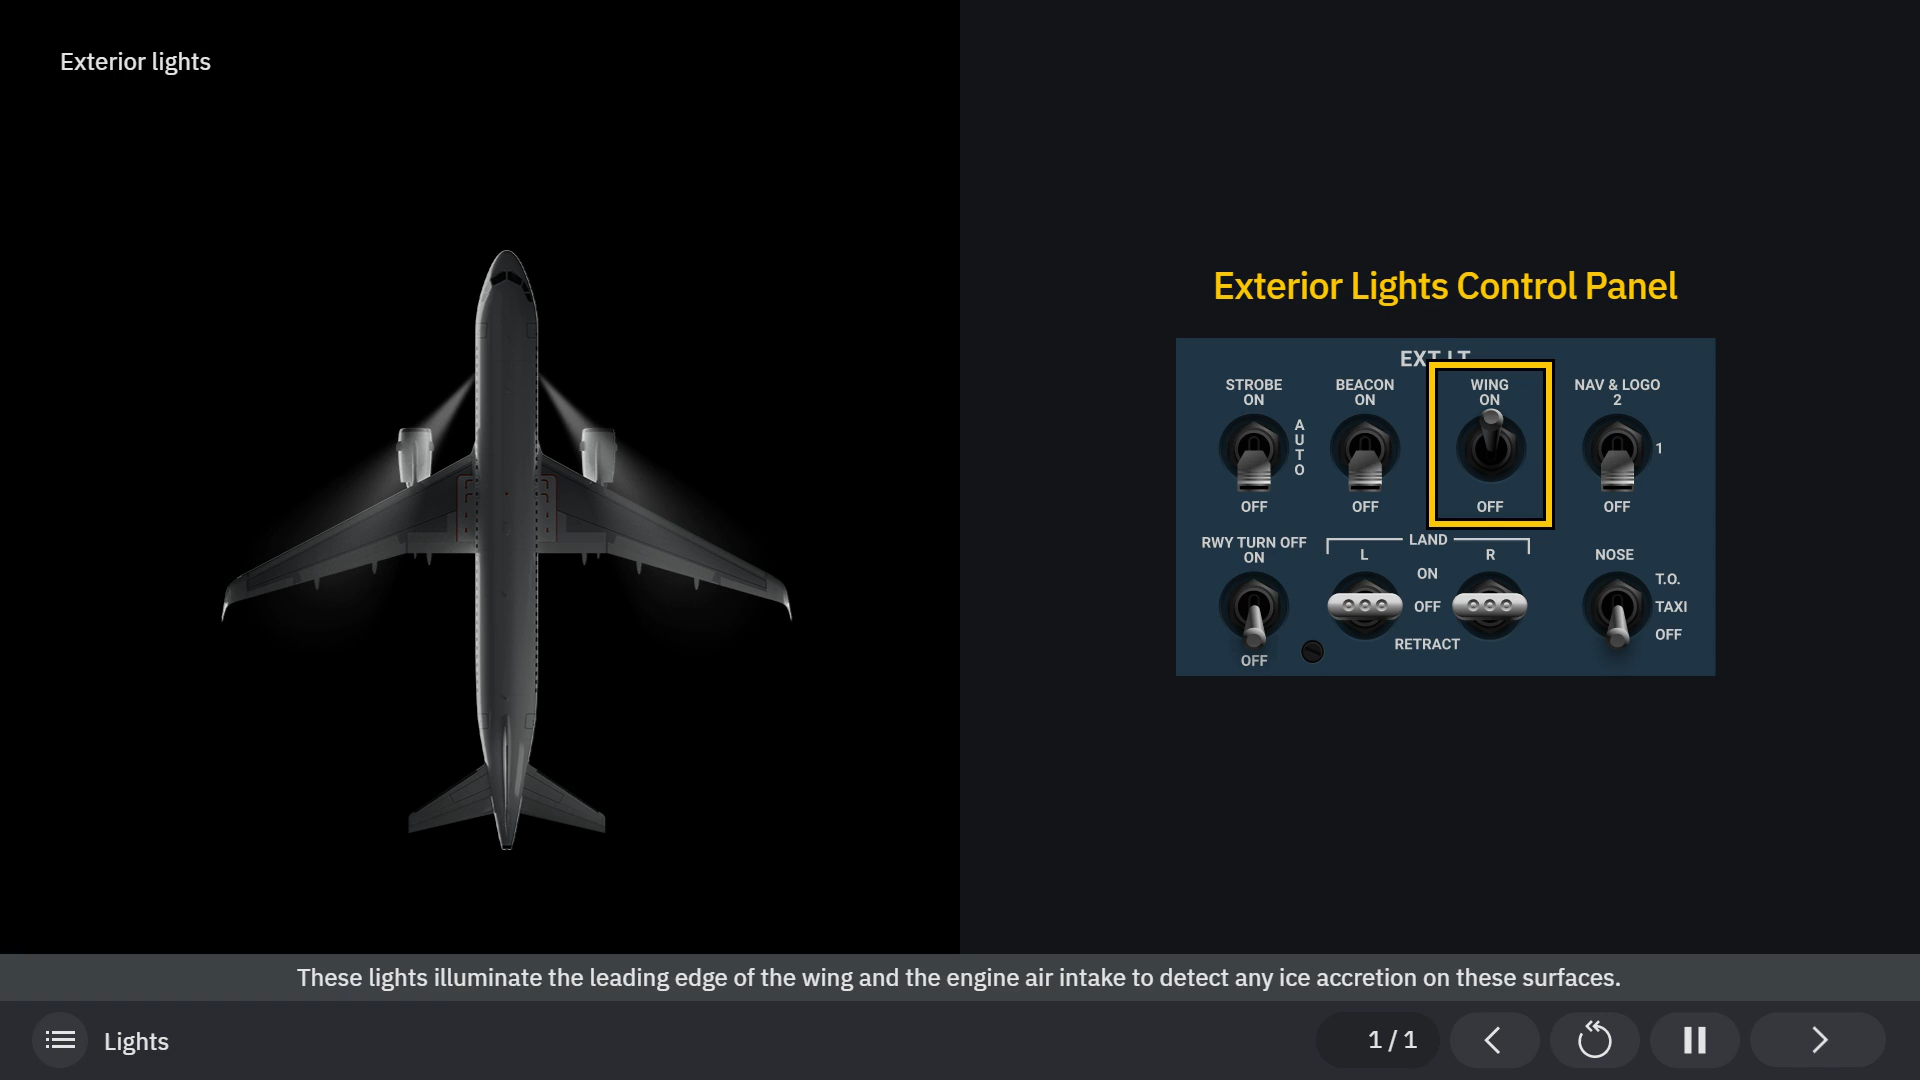 Exterior lights
Exterior Lights Control Panel
EXT LT
STROBE
ON
A
U
T
O
OFF
BEACON
ON
OFF
WING
ON
OFF
NAV & LOGO
2
1
OFF
RWY TURN OFF
ON
OFF
LAND
L
R
ON
OFF
RETRACT
NOSE
T.O.
TAXI
OFF
These lights illuminate the leading edge of the wing and the engine air intake to detect any ice accretion on these surfaces.
Lights
1 / 1